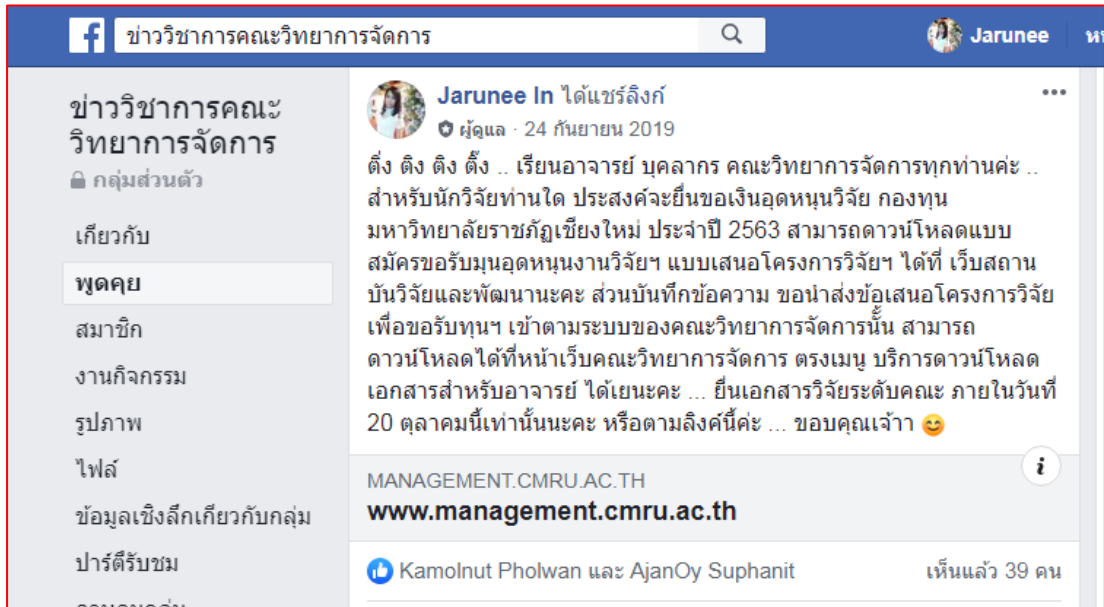 f ข่าววิชาการคณะวิทยาการจัดการ
Jarunee
ข่าววิชาการคณะ
วิทยาการจัดการ
กลุ่มส่วนตัว
เกี่ยวกับ
พูดคุย
สมาชิก
งานกิจกรรม
รูปภาพ
ไฟล์
ข้อมูลเชิงลึกเกี่ยวกับกลุ่ม
ปาร์ตี้รับชม
Jarunee In ได้แชร์ลิงก์
ผู้ดูแล · 24 กันยายน 2019
ติ่ง ติง ติง ติ๊ง .. เรียนอาจารย์ บุคลากร คณะวิทยาการจัดการทุกท่านค่ะ ..
สำหรับนักวิจัยท่านใด ประสงค์จะยื่นขอเงินอุดหนุนวิจัย กองทุน
มหาวิทยาลัยราชภัฏเชียงใหม่ ประจำปี 2563 สามารถดาวน์โหลดแบบ
สมัครขอรับมุนอุดหนุนงานวิจัยฯ แบบเสนอโครงการวิจัยฯ ได้ที่ เว็บสถาน
บันวิจัยและพัฒนานะคะ ส่วนบันทึกข้อความ ขอนำส่งข้อเสนอโครงการวิจัย
เพื่อขอรับทุนฯ เข้าตามระบบของคณะวิทยาการจัดการนั้น สามารถ
ดาวน์โหลดได้ที่หน้าเว็บคณะวิทยาการจัดการ ตรงเมนู บริการดาวน์โหลด
เอกสารสำหรับอาจารย์ ได้เยนะคะ ... ยื่นเอกสารวิจัยระดับคณะ ภายในวันที่
20 ตุลาคมนี้เท่านั้นนะคะ หรือตามลิงค์นี้ค่ะ ... ขอบคุณเจ้าา 😊
MANAGEMENT.CMRU.AC.TH
www.management.cmru.ac.th
Kamolnut Pholwan และ AjanOy Suphanit
เห็นแล้ว 39 คน